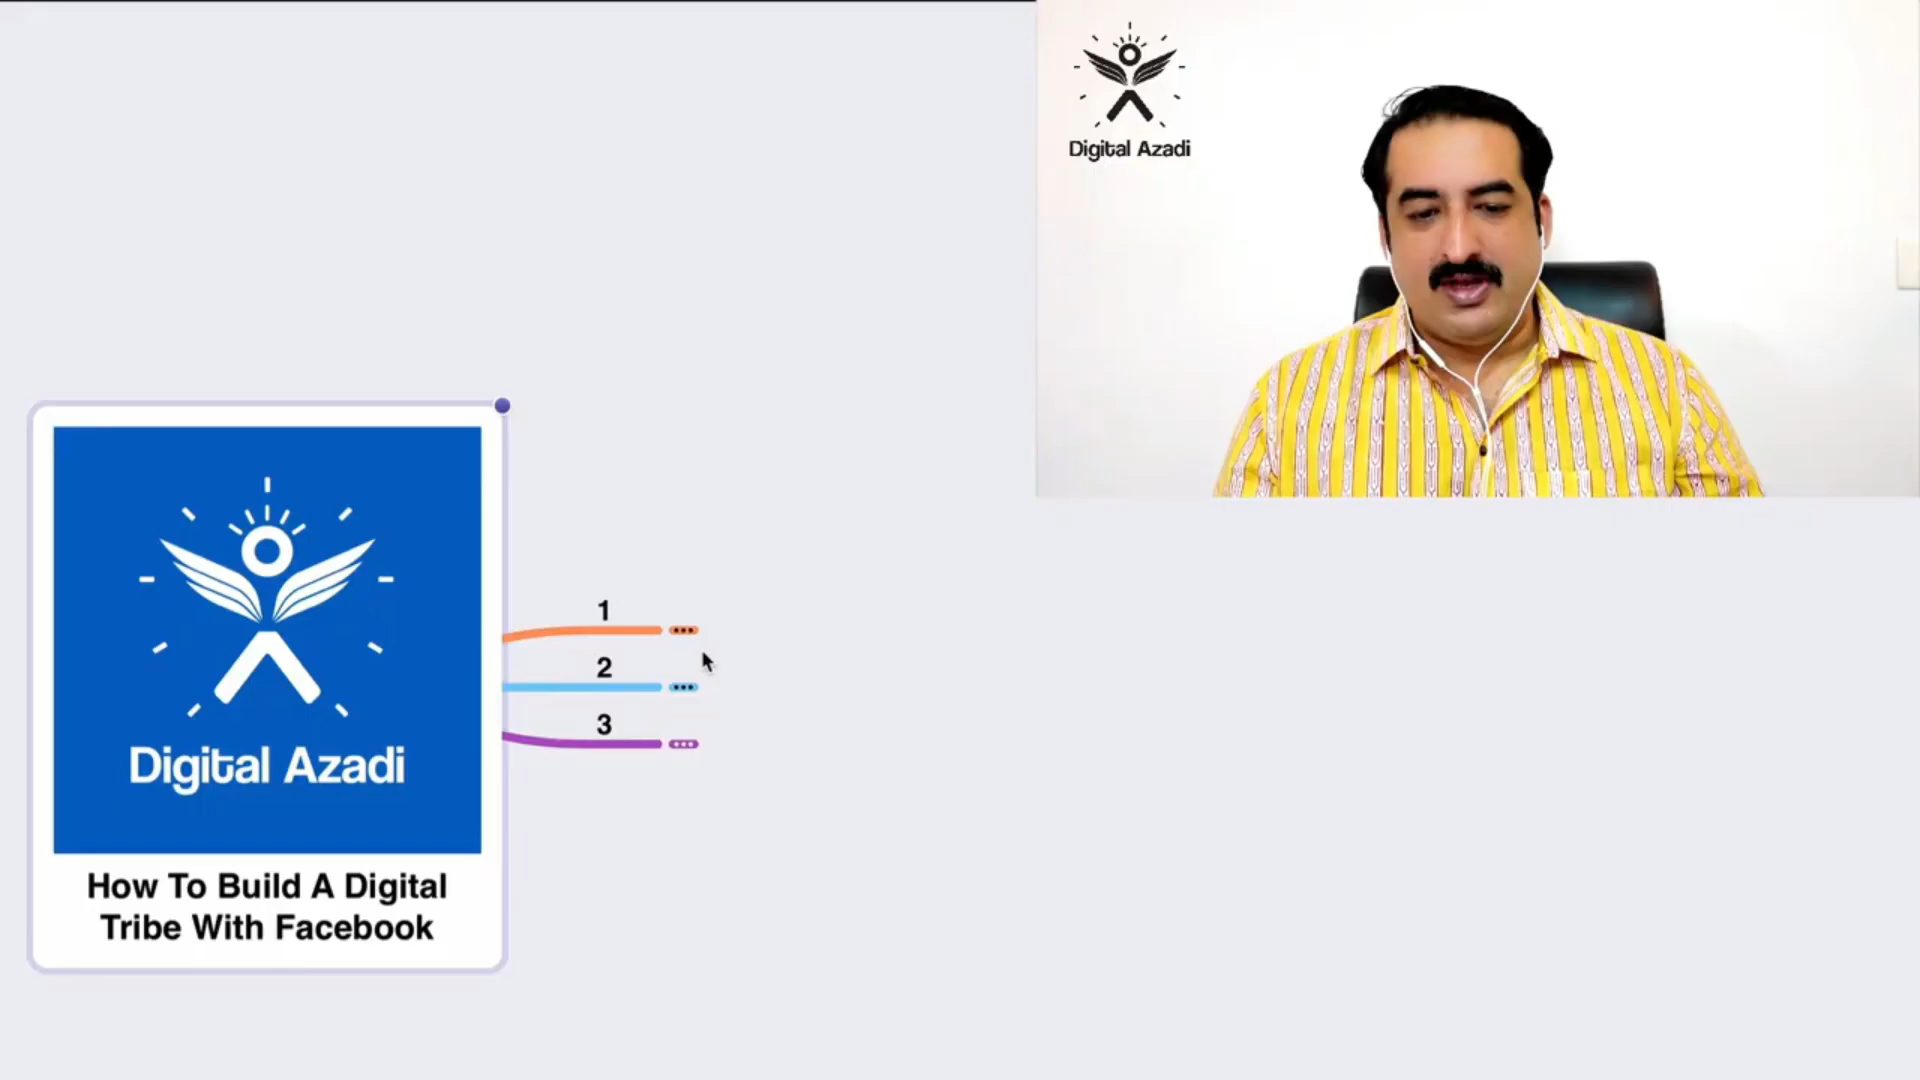 Digital Azadi
Digital Azadi
How To Build A Digital
Tribe With Facebook
1
2
3